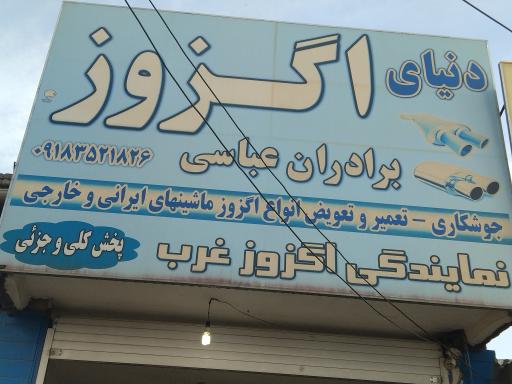 دنیای اگزوز
برادران عباسی
۰۹۱۸۳۵۲۱۸۲۶
جوشکاری - تعمیر و تعویض انواع اگزوز ماشینهای ایرانی و خارجی
نمایندگی اگزوز غرب
پخش کلی و جزئی